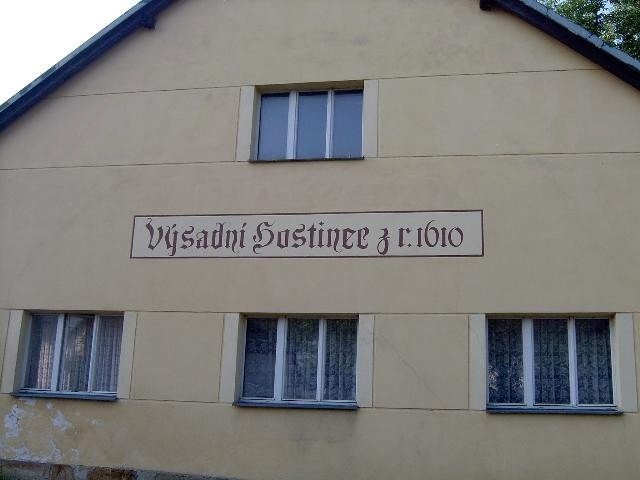 Výsadní Hostinec z r. 1610